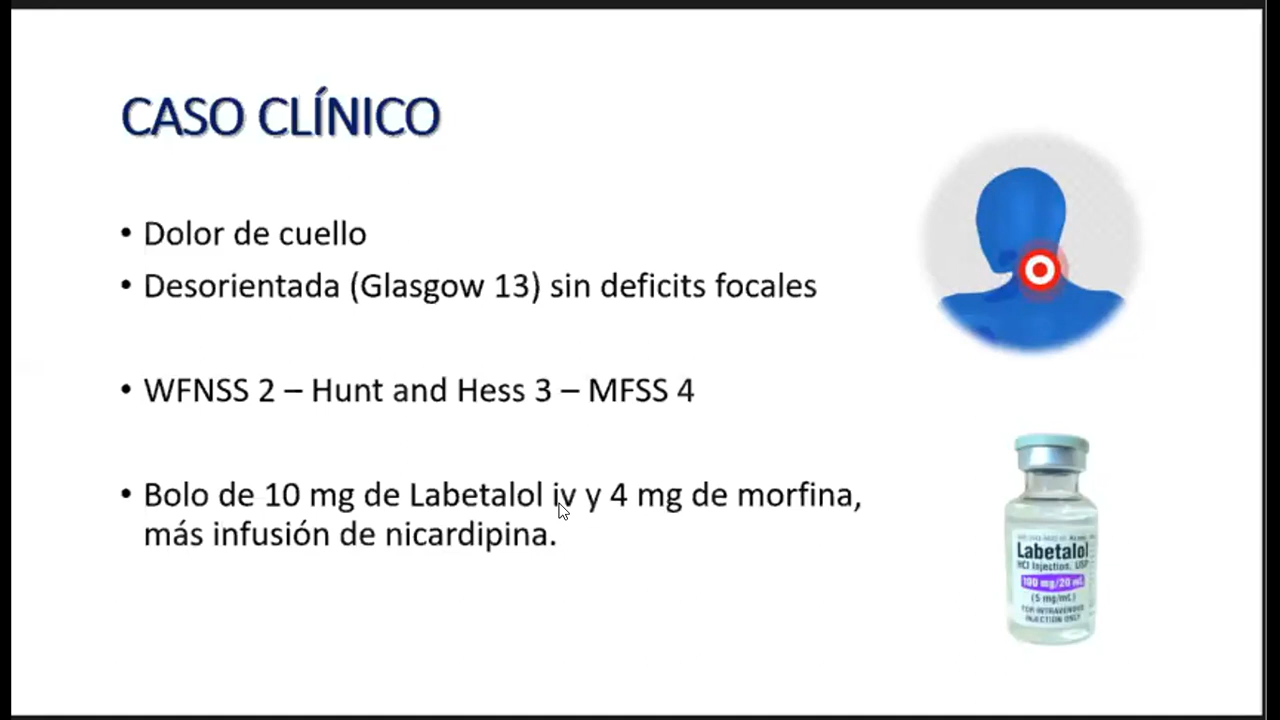 CASO CLÍNICO
• Dolor de cuello
• Desorientada (Glasgow 13) sin deficits focales
• WFNSS 2 – Hunt and Hess 3 – MFSS 4
• Bolo de 10 mg de Labetalol iv y 4 mg de morfina,
más infusión de nicardipina.
Labetalol
HCl Injection, USP
100 mg/20 mL
(5 mg/mL)
FOR INTRAVENOUS
INJECTION ONLY